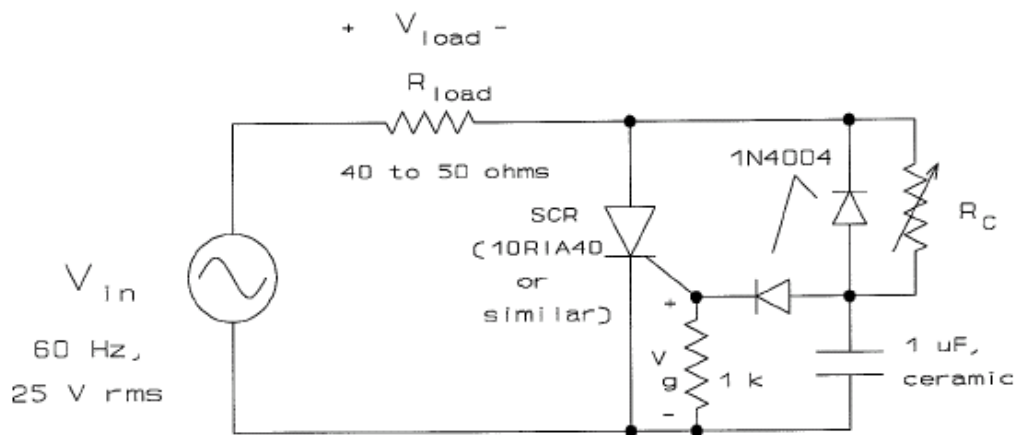 + V load -
R load
40 to 50 ohms
1N4004
SCR
(10RIA40
or
similar)
R C
V in
60 Hz,
25 V rms
+
V g
-
1 k
1 uF,
ceramic